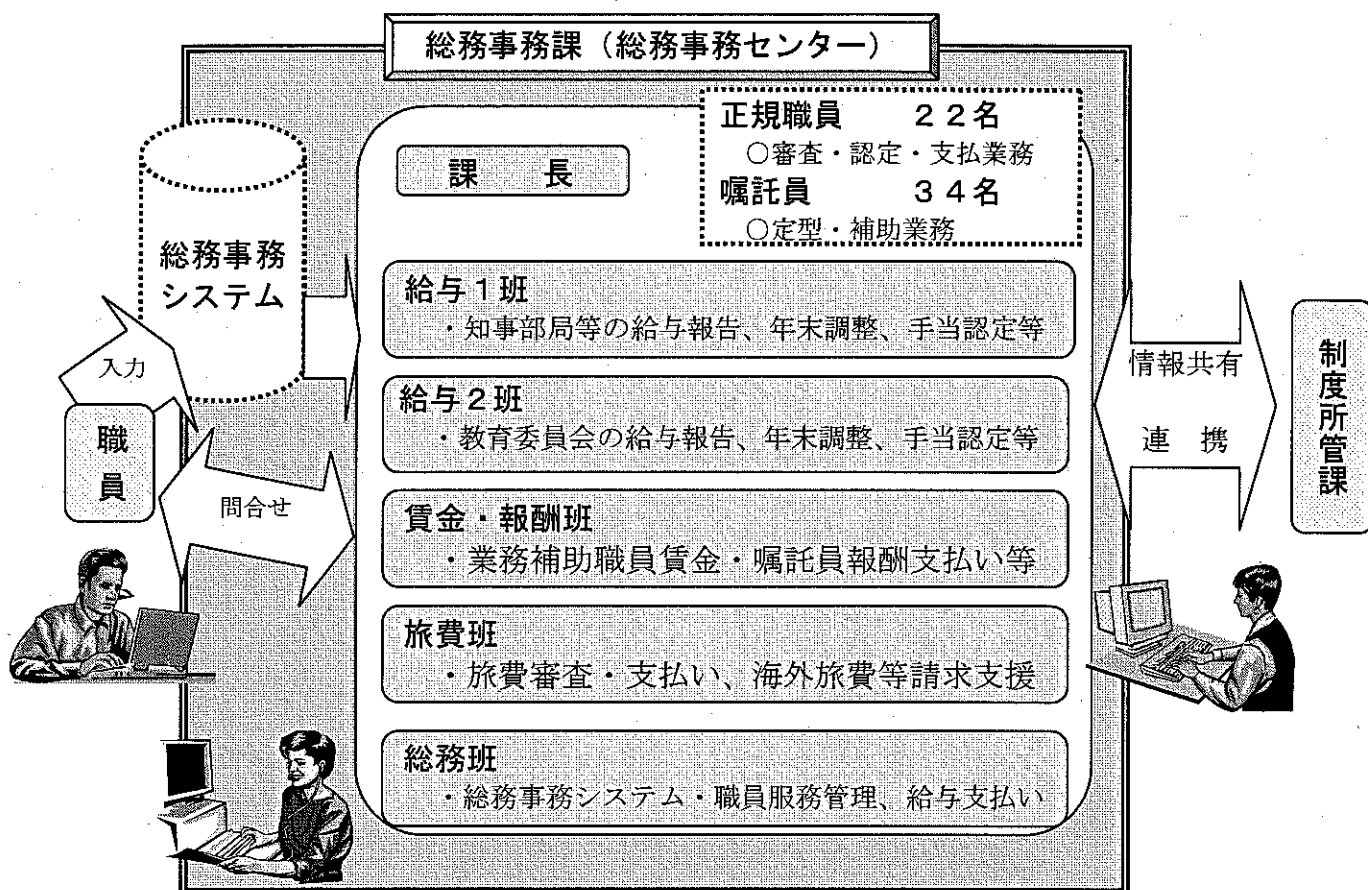 総務事務課（総務事務センター）
正規職員　　２２名
○審査・認定・支払業務
嘱託員　　　３４名
○定型・補助業務
課　長
総務事務
システム
入力
職員
問合せ
給与１班
・知事部局等の給与報告、年末調整、手当認定等
給与２班
・教育委員会の給与報告、年末調整、手当認定等
賃金・報酬班
・業務補助職員賃金・嘱託員報酬支払い等
旅費班
・旅費審査・支払い、海外旅費等請求支援
総務班
・総務事務システム・職員服務管理、給与支払い
情報共有
連　携
制度所管課